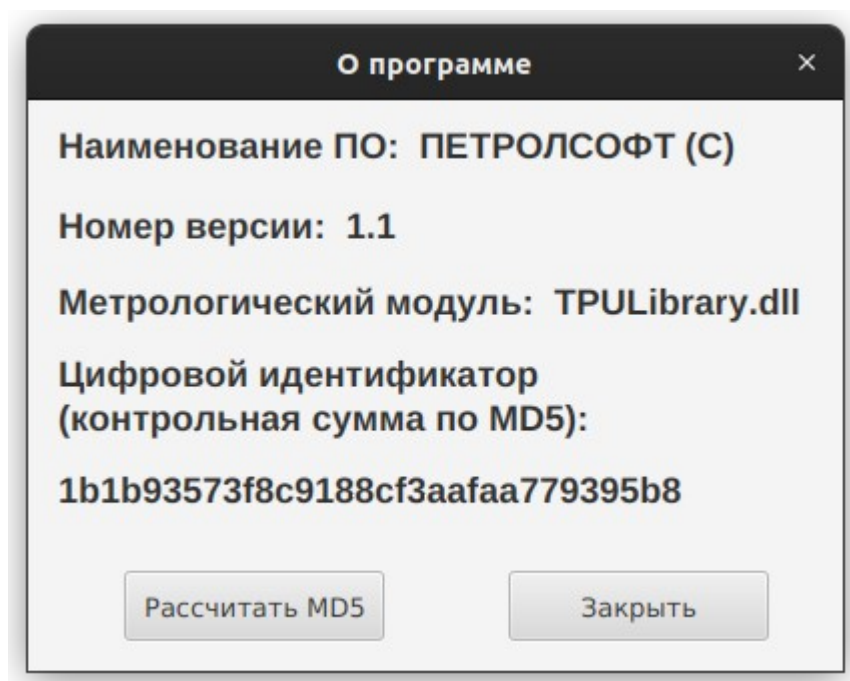 О программе
Наименование ПО: ПЕТРОЛСОФТ (С)
Номер версии: 1.1
Метрологический модуль: TPULibrary.dll
Цифровой идентификатор
(контрольная сумма по MD5):
1b1b93573f8c9188cf3aafaa779395b8
Рассчитать MD5 Закрыть